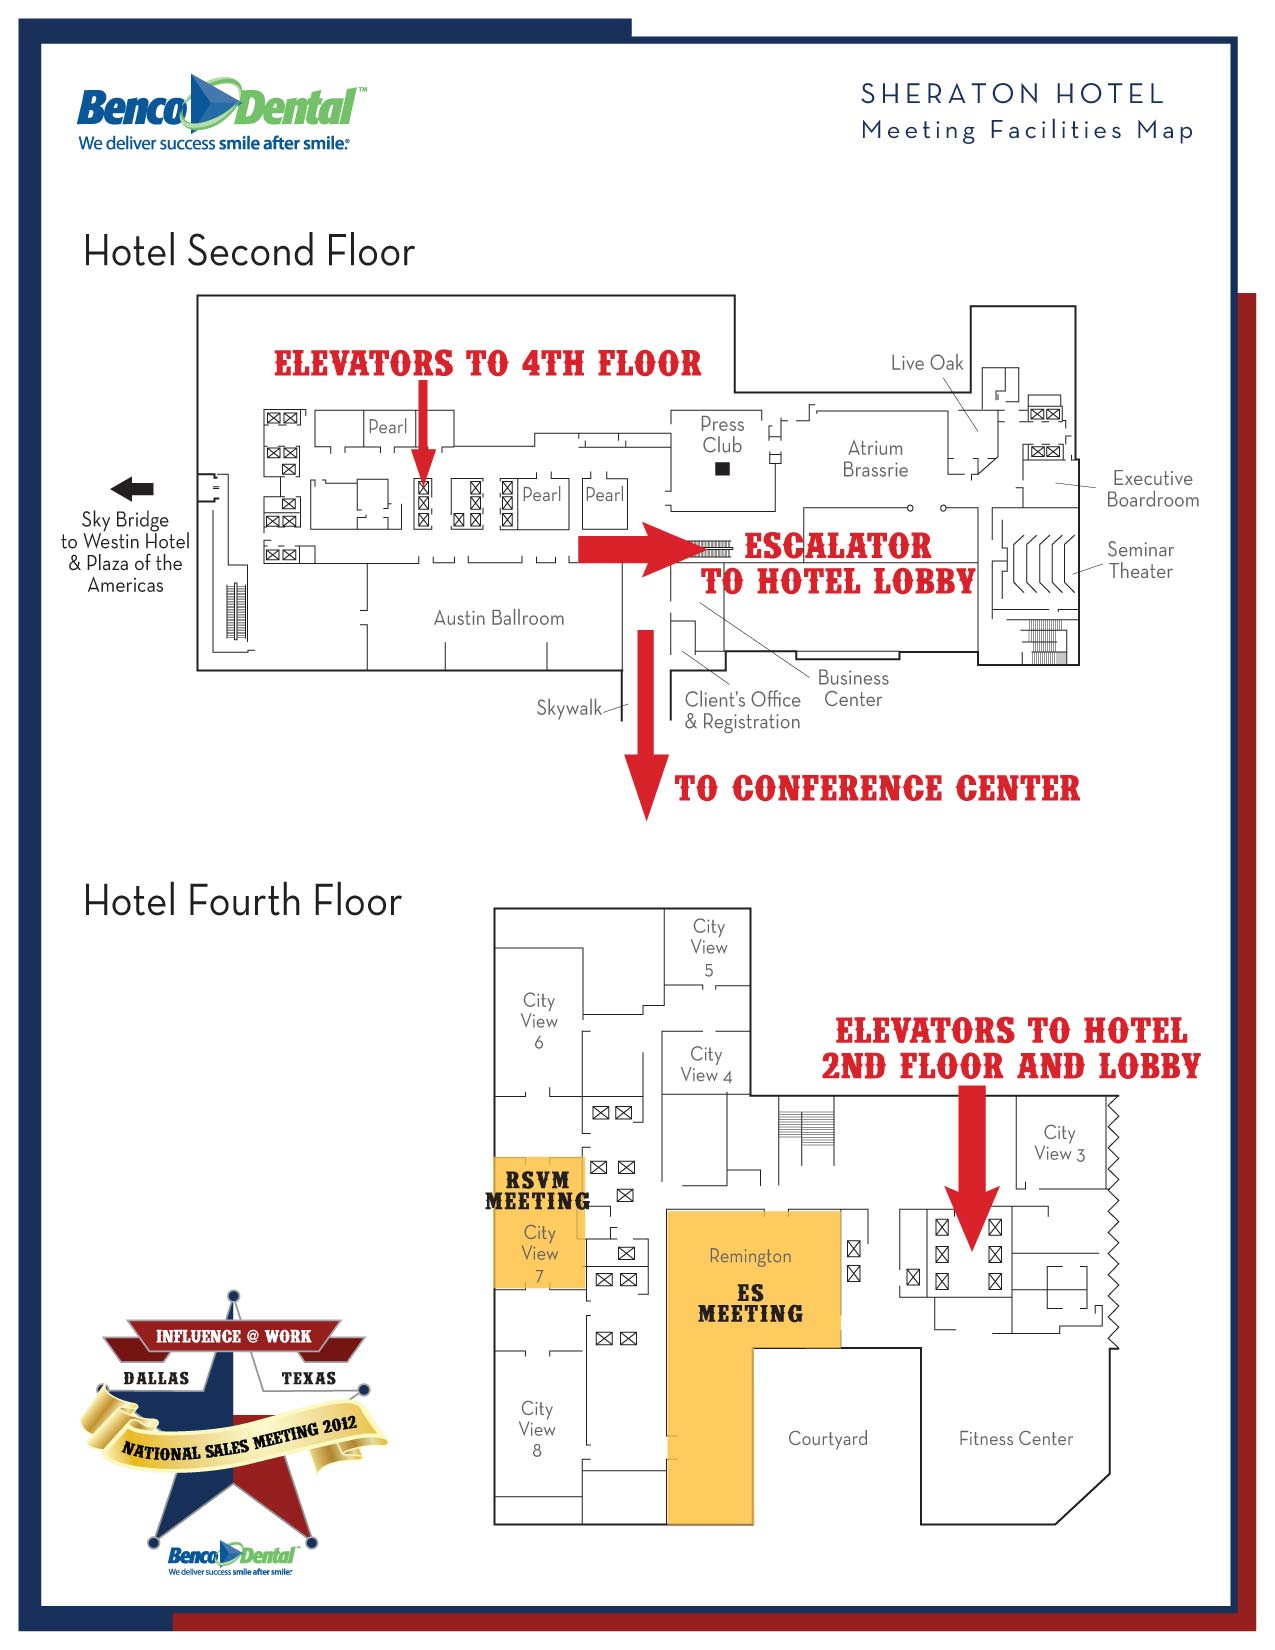 Benco Dental™
We deliver success smile after smile.®
SHERATON HOTEL
Meeting Facilities Map
Hotel Second Floor
ELEVATORS TO 4TH FLOOR
Live Oak
Pearl
Press
Club
Atrium
Brassrie
Executive
Boardroom
Pearl
Pearl
Sky Bridge
to Westin Hotel
& Plaza of the
Americas
ESCALATOR
TO HOTEL LOBBY
Seminar
Theater
Austin Ballroom
Business
Center
Skywalk
Client's Office
& Registration
TO CONFERENCE CENTER
Hotel Fourth Floor
City
View
5
City
View
6
ELEVATORS TO HOTEL
2ND FLOOR AND LOBBY
City
View 4
City
View 3
RSVM
MEETING
City
View
7
Remington
ES
MEETING
INFLUENCE @ WORK
DALLAS
TEXAS
NATIONAL SALES MEETING 2012
City
View
8
Courtyard
Fitness Center
Benco Dental™
We deliver success smile after smile.®